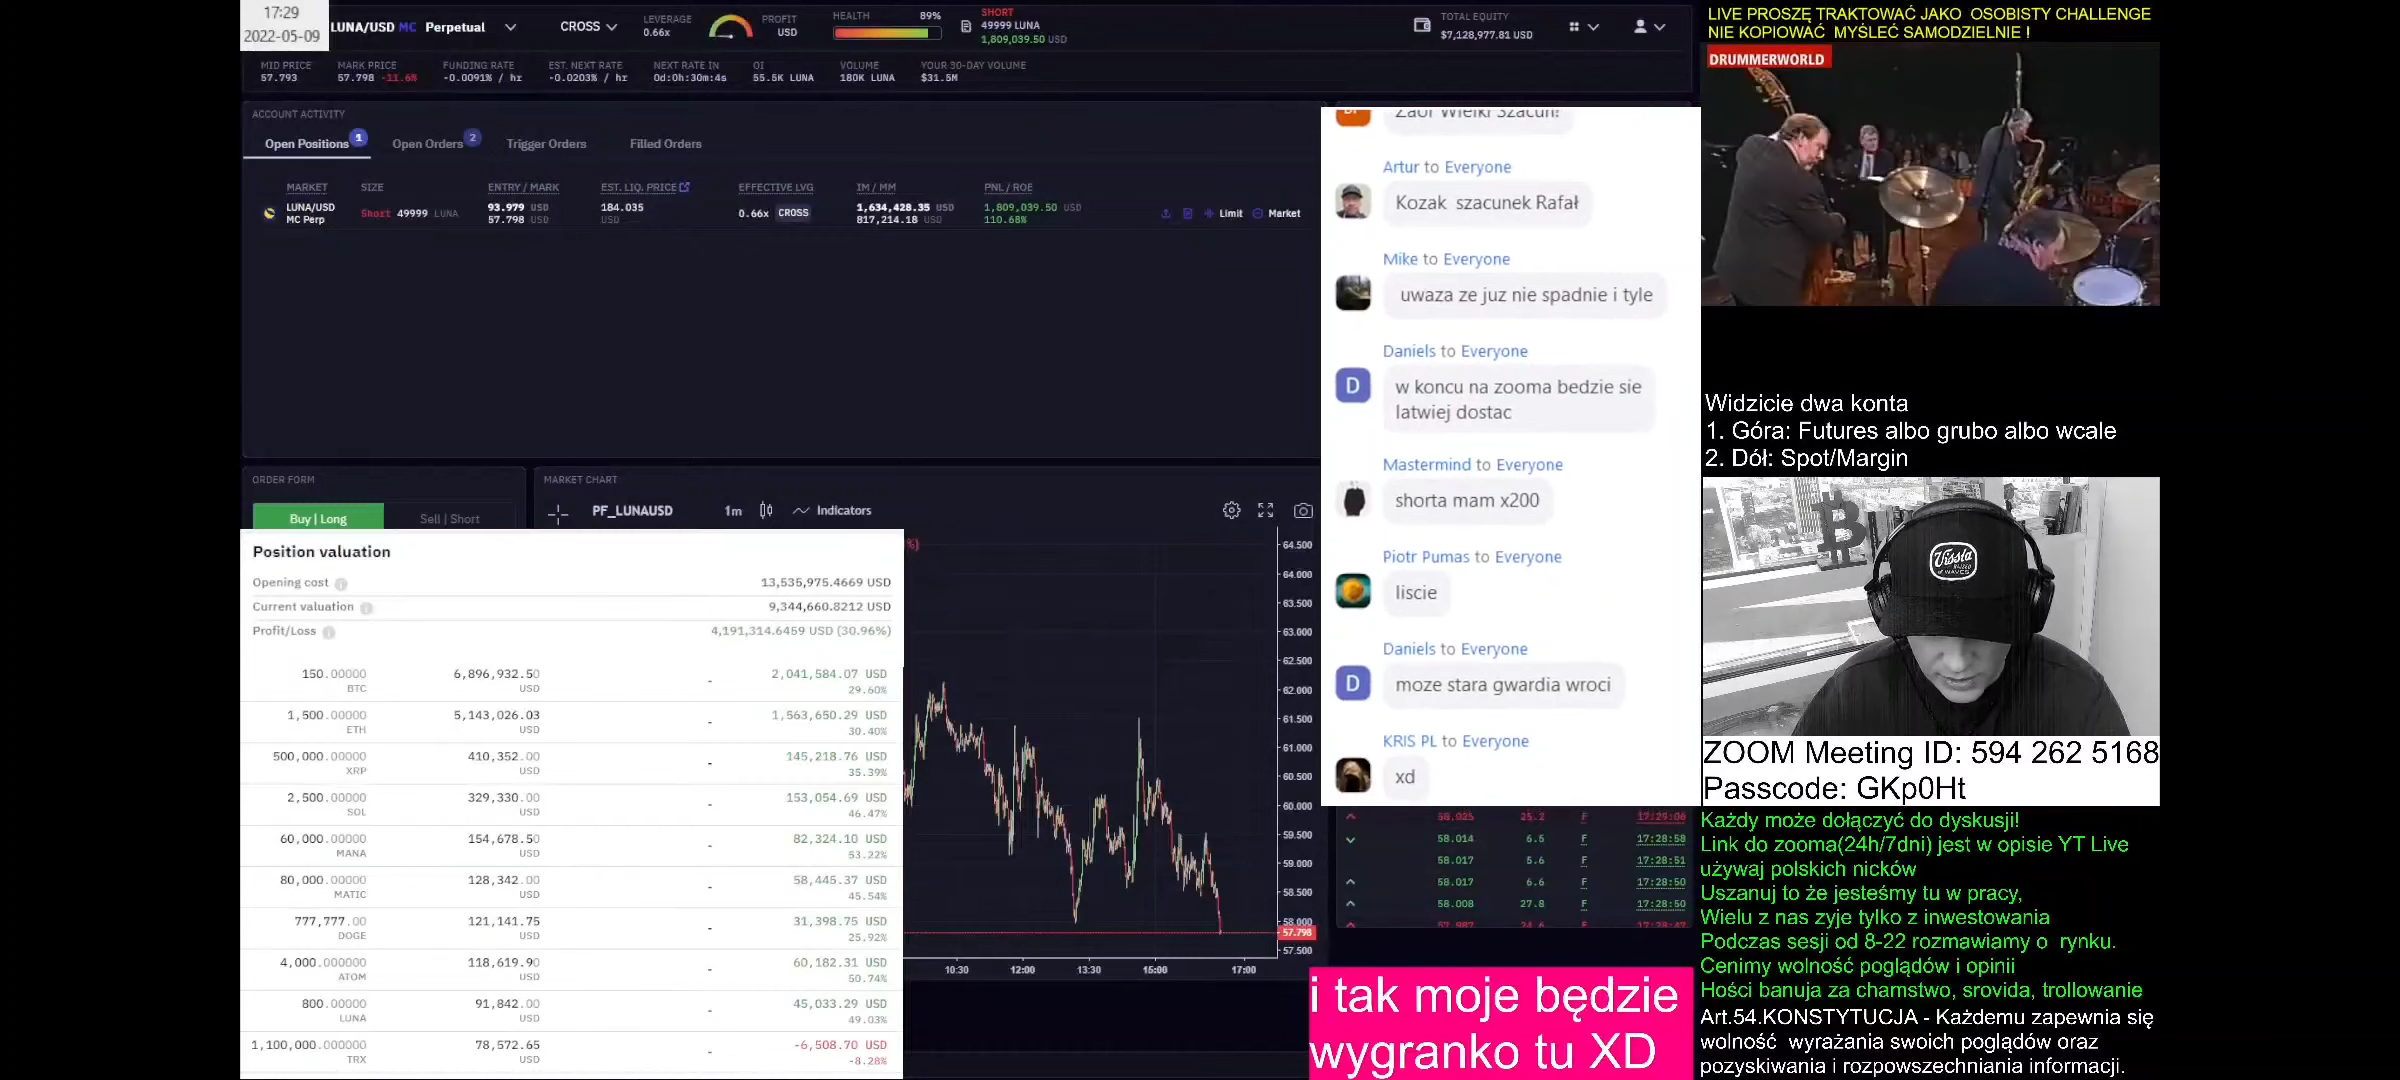 17:29
2022-05-09
LUNA/USD MC Perpetual
CROSS
LEVERAGE
0.66x
PROFIT
USD
HEALTH 89%
SHORT
49999 LUNA
1,809,039.50 USD
TOTAL EQUITY
$7,128,977.81 USD
MID PRICE
57.793
MARK PRICE
57.798 -11.6%
FUNDING RATE
-0.0091% / hr
EST. NEXT RATE
-0.0203% / hr
NEXT RATE IN
0d:0h:30m:4s
OI
55.5K LUNA
VOLUME
180K LUNA
YOUR 30-DAY VOLUME
$31.5M
ACCOUNT ACTIVITY
Open Positions 1
Open Orders 2
Trigger Orders
Filled Orders
MARKET SIZE ENTRY / MARK EST. LIQ. PRICE EFFECTIVE LVG IM / MM PNL / ROE
LUNA/USD Short 49999 LUNA 93.979 USD 184.035 0.66x CROSS 1,634,428.35 USD 1,809,039.50 USD Limit Market
MC Perp 57.798 USD USD 817,214.18 USD 110.68%
ORDER FORM
Buy | Long Sell | Short
MARKET CHART
PF_LUNAUSD 1m Indicators
%)
64.500
64.000
63.500
63.000
62.500
62.000
61.500
61.000
60.500
60.000
59.500
59.000
58.500
58.000
57.798
57.500
10:30 12:00 13:30 15:00 17:00
Position valuation
Opening cost 13,535,975.4669 USD
Current valuation 9,344,660.8212 USD
Profit/Loss 4,191,314.6459 USD (30.96%)
150.00000 6,896,932.50 - 2,041,584.07 USD
BTC USD 29.60%
1,500.00000 5,143,026.03 - 1,563,650.29 USD
ETH USD 30.40%
500,000.00000 410,352.00 - 145,218.76 USD
XRP USD 35.39%
2,500.00000 329,330.00 - 153,054.69 USD
SOL USD 46.47%
60,000.00000 154,678.50 - 82,324.10 USD
MANA USD 53.22%
80,000.00000 128,342.00 - 58,445.37 USD
MATIC USD 45.54%
777,777.00 121,141.75 - 31,398.75 USD
DOGE USD 25.92%
4,000.000000 118,619.90 - 60,182.31 USD
ATOM USD 50.74%
800.00000 91,842.00 - 45,033.29 USD
LUNA USD 49.03%
1,100,000.000000 78,572.65 - -6,508.70 USD
TRX USD -8.28%
Zaor Wielki Szacun!
Artur to Everyone
Kozak szacunek Rafał
Mike to Everyone
uwaza ze juz nie spadnie i tyle
Daniels to Everyone
D
w koncu na zooma bedzie sie
latwiej dostac
Mastermind to Everyone
shorta mam x200
Piotr Pumas to Everyone
liscie
Daniels to Everyone
D
moze stara gwardia wroci
KRIS PL to Everyone
xd
58.025 25.2 F 17:29:06
58.014 6.5 F 17:28:58
58.017 5.6 F 17:28:51
58.017 6.6 F 17:28:50
58.008 27.8 F 17:28:50
57.987 24.6 F 17:28:47
i tak moje będzie
wygranko tu XD
LIVE PROSZĘ TRAKTOWAĆ JAKO OSOBISTY CHALLENGE
NIE KOPIOWAĆ MYŚLEĆ SAMODZIELNIE !
DRUMMERWORLD
Widzicie dwa konta
1. Góra: Futures albo grubo albo wcale
2. Dół: Spot/Margin
Vissla
ZOOM Meeting ID: 594 262 5168
Passcode: GKp0Ht
Każdy może dołączyć do dyskusji!
Link do zooma(24h/7dni) jest w opisie YT Live
używaj polskich nicków
Uszanuj to że jesteśmy tu w pracy,
Wielu z nas zyje tylko z inwestowania
Podczas sesji od 8-22 rozmawiamy o rynku.
Cenimy wolność poglądów i opinii
Hości banuja za chamstwo, srovida, trollowanie
Art.54.KONSTYTUCJA - Każdemu zapewnia się
wolność wyrażania swoich poglądów oraz
pozyskiwania i rozpowszechniania informacji.